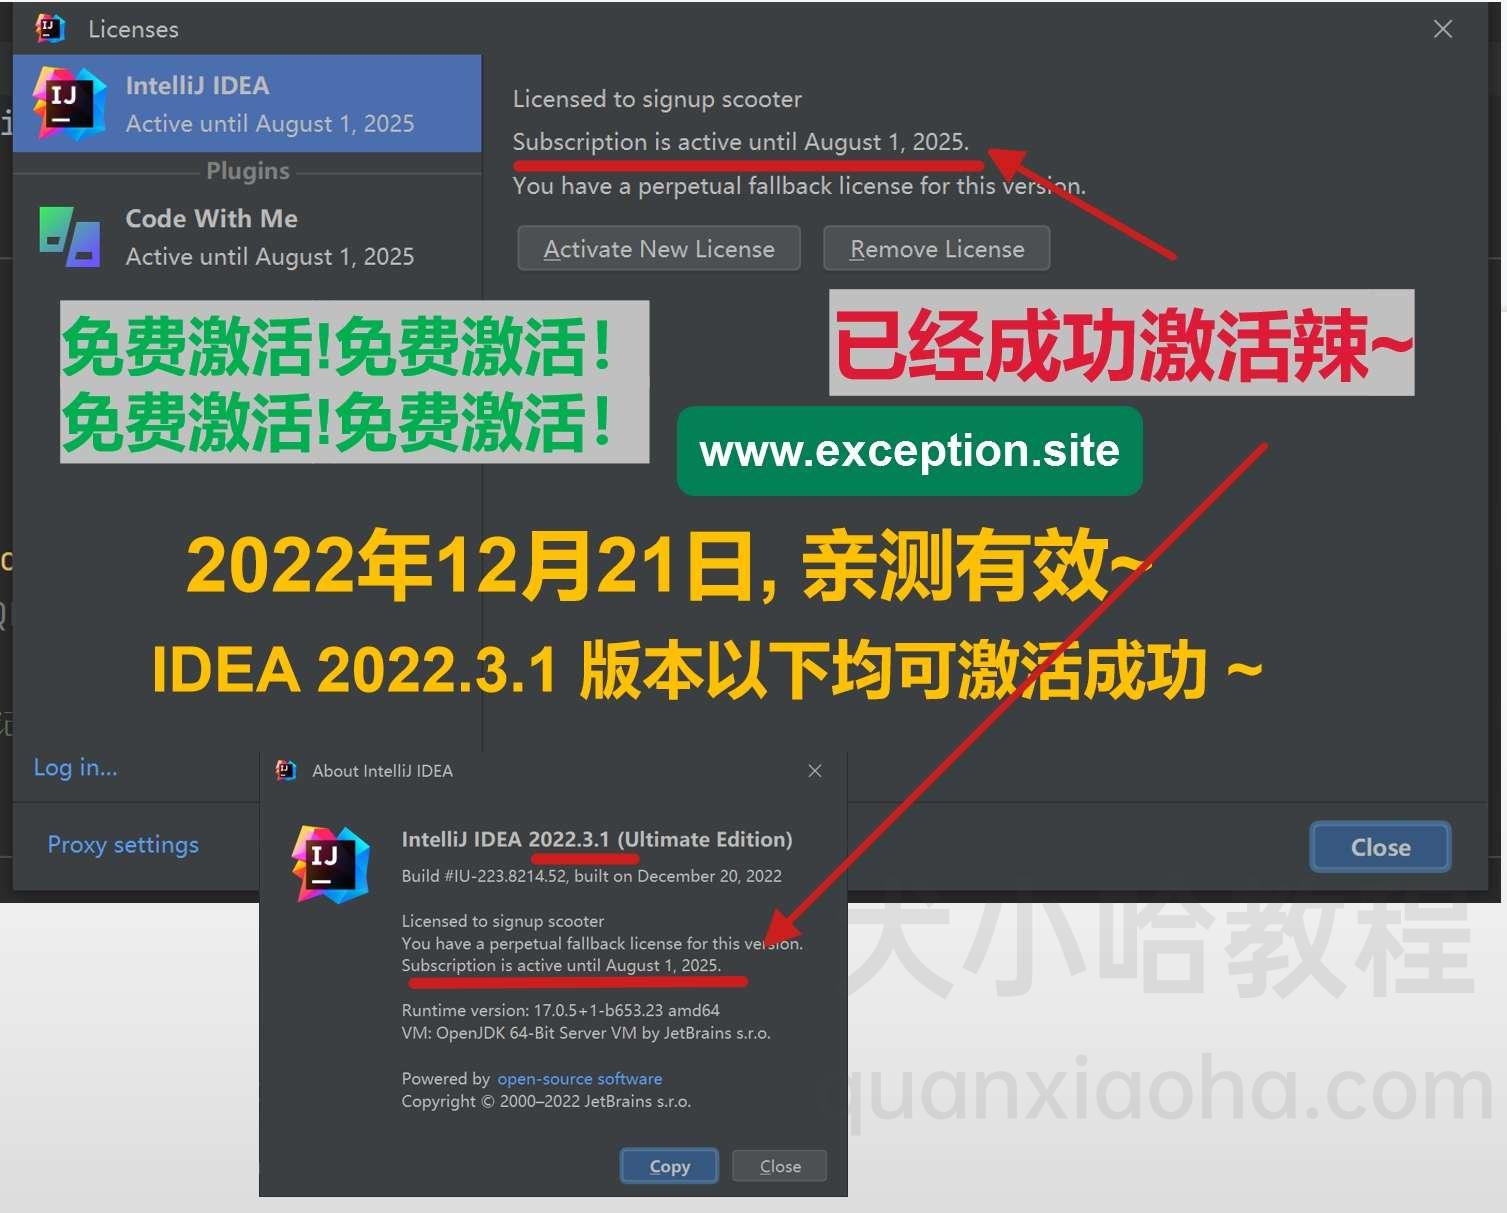 Licenses
IntelliJ IDEA
Active until August 1, 2025
Plugins
Code With Me
Active until August 1, 2025
Licensed to signup scooter
Subscription is active until August 1, 2025.
You have a perpetual fallback license for this version.
Activate New License
Remove License
免费激活!免费激活!
免费激活!免费激活!
已经成功激活辣~
www.exception.site
2022年12月21日, 亲测有效~
IDEA 2022.3.1 版本以下均可激活成功 ~
Log in...
Proxy settings
Close
About IntelliJ IDEA
IntelliJ IDEA 2022.3.1 (Ultimate Edition)
Build #IU-223.8214.52, built on December 20, 2022
Licensed to signup scooter
You have a perpetual fallback license for this version.
Subscription is active until August 1, 2025.
Runtime version: 17.0.5+1-b653.23 amd64
VM: OpenJDK 64-Bit Server VM by JetBrains s.r.o.
Powered by open-source software
Copyright © 2000–2022 JetBrains s.r.o.
Copy
Close
犬小哈教程
quanxiaoha.com